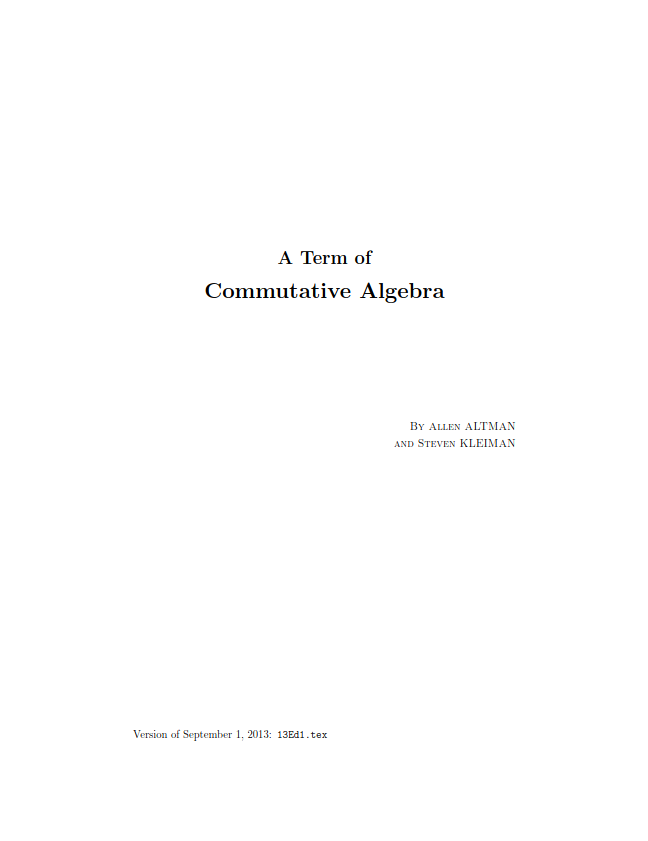 A Term of
Commutative Algebra
By Allen ALTMAN
and Steven KLEIMAN
Version of September 1, 2013: 13Ed1.tex